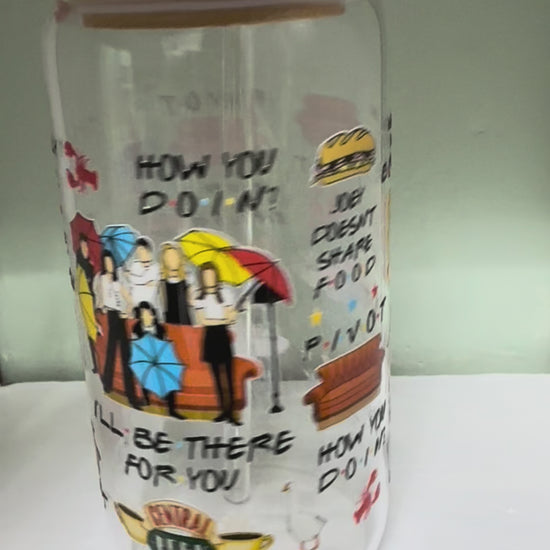 HOW YOU
D·O·I·N?
JOEY
DOESN'T
SHARE
FOOD
P·I·V·O·T
I'LL BE THERE
FOR YOU
HOW YOU
D·O·I·N?
CENTRAL